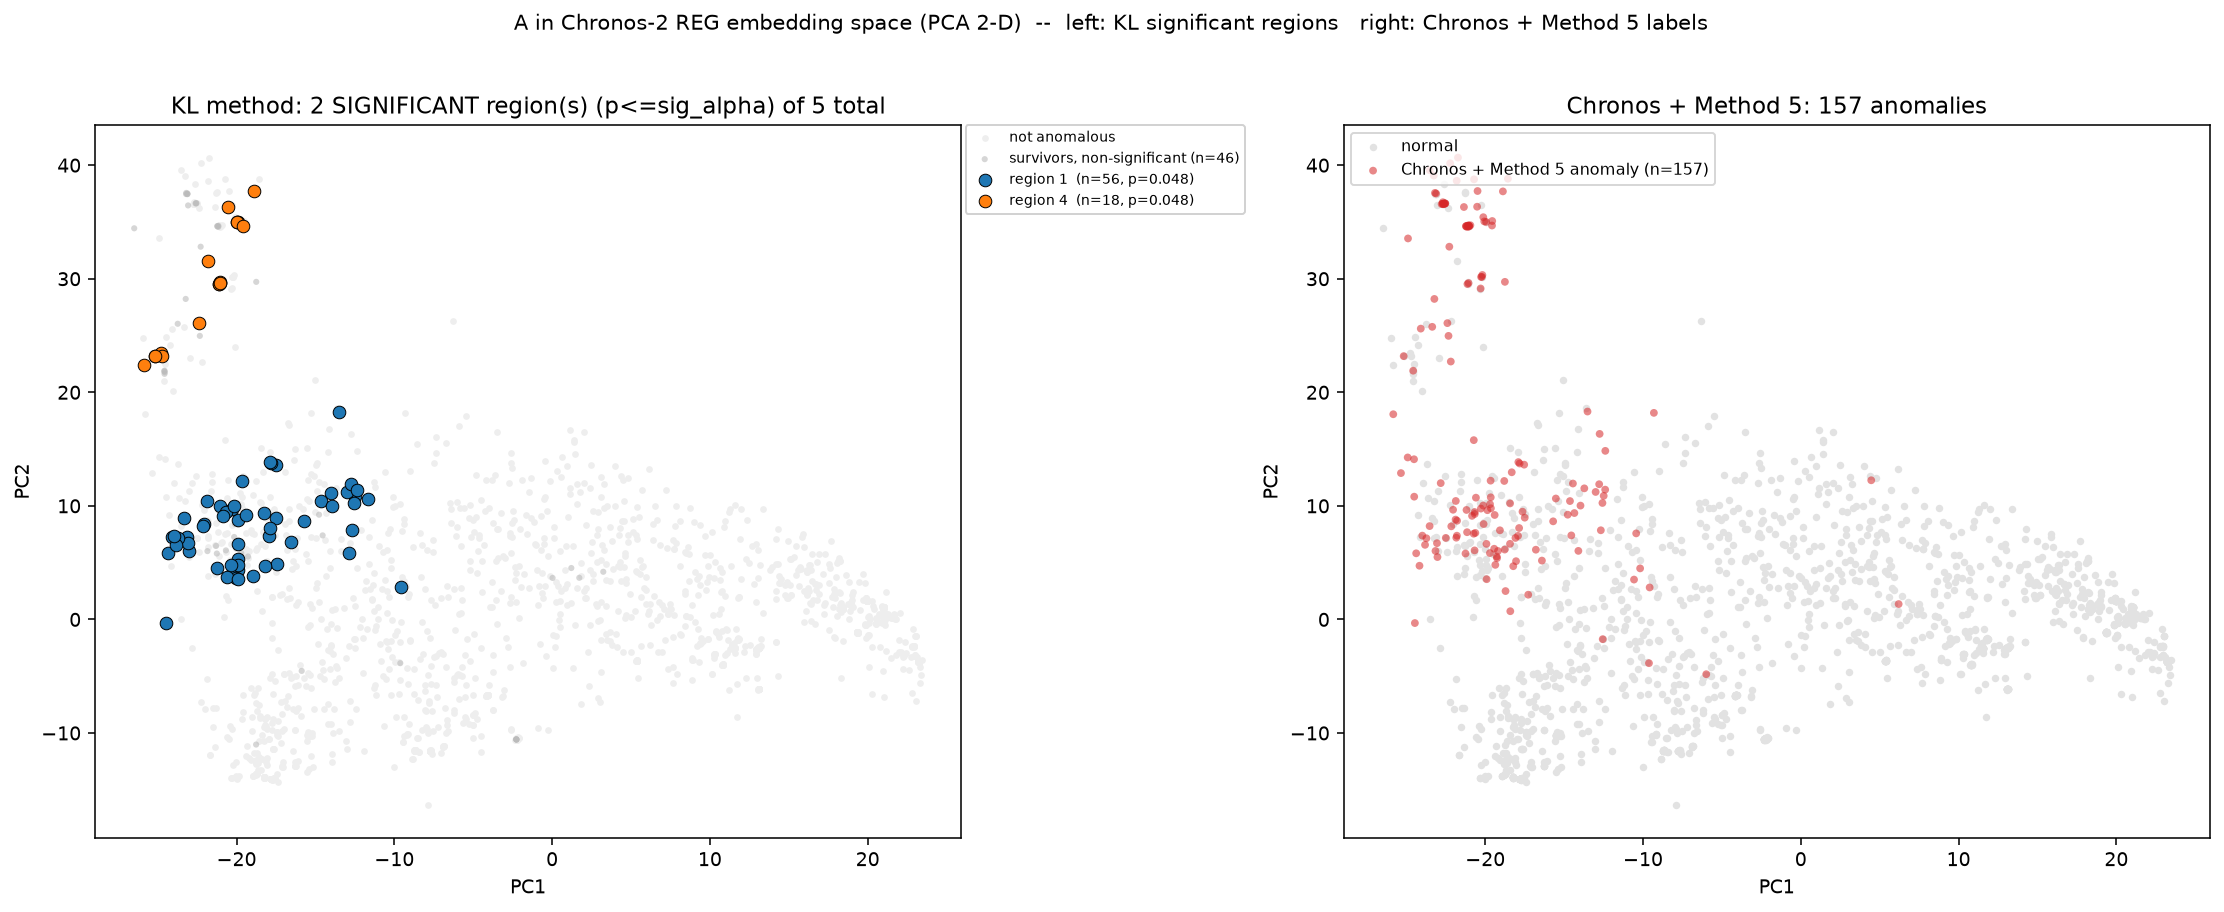 A in Chronos-2 REG embedding space (PCA 2-D)  --  left: KL significant regions   right: Chronos + Method 5 labels
KL method: 2 SIGNIFICANT region(s) (p<=sig_alpha) of 5 total
not anomalous
survivors, non-significant (n=46)
region 1  (n=56, p=0.048)
region 4  (n=18, p=0.048)
PC2
40
30
20
10
0
−10
−20
−10
0
10
20
PC1
Chronos + Method 5: 157 anomalies
normal
Chronos + Method 5 anomaly (n=157)
PC2
40
30
20
10
0
−10
−20
−10
0
10
20
PC1